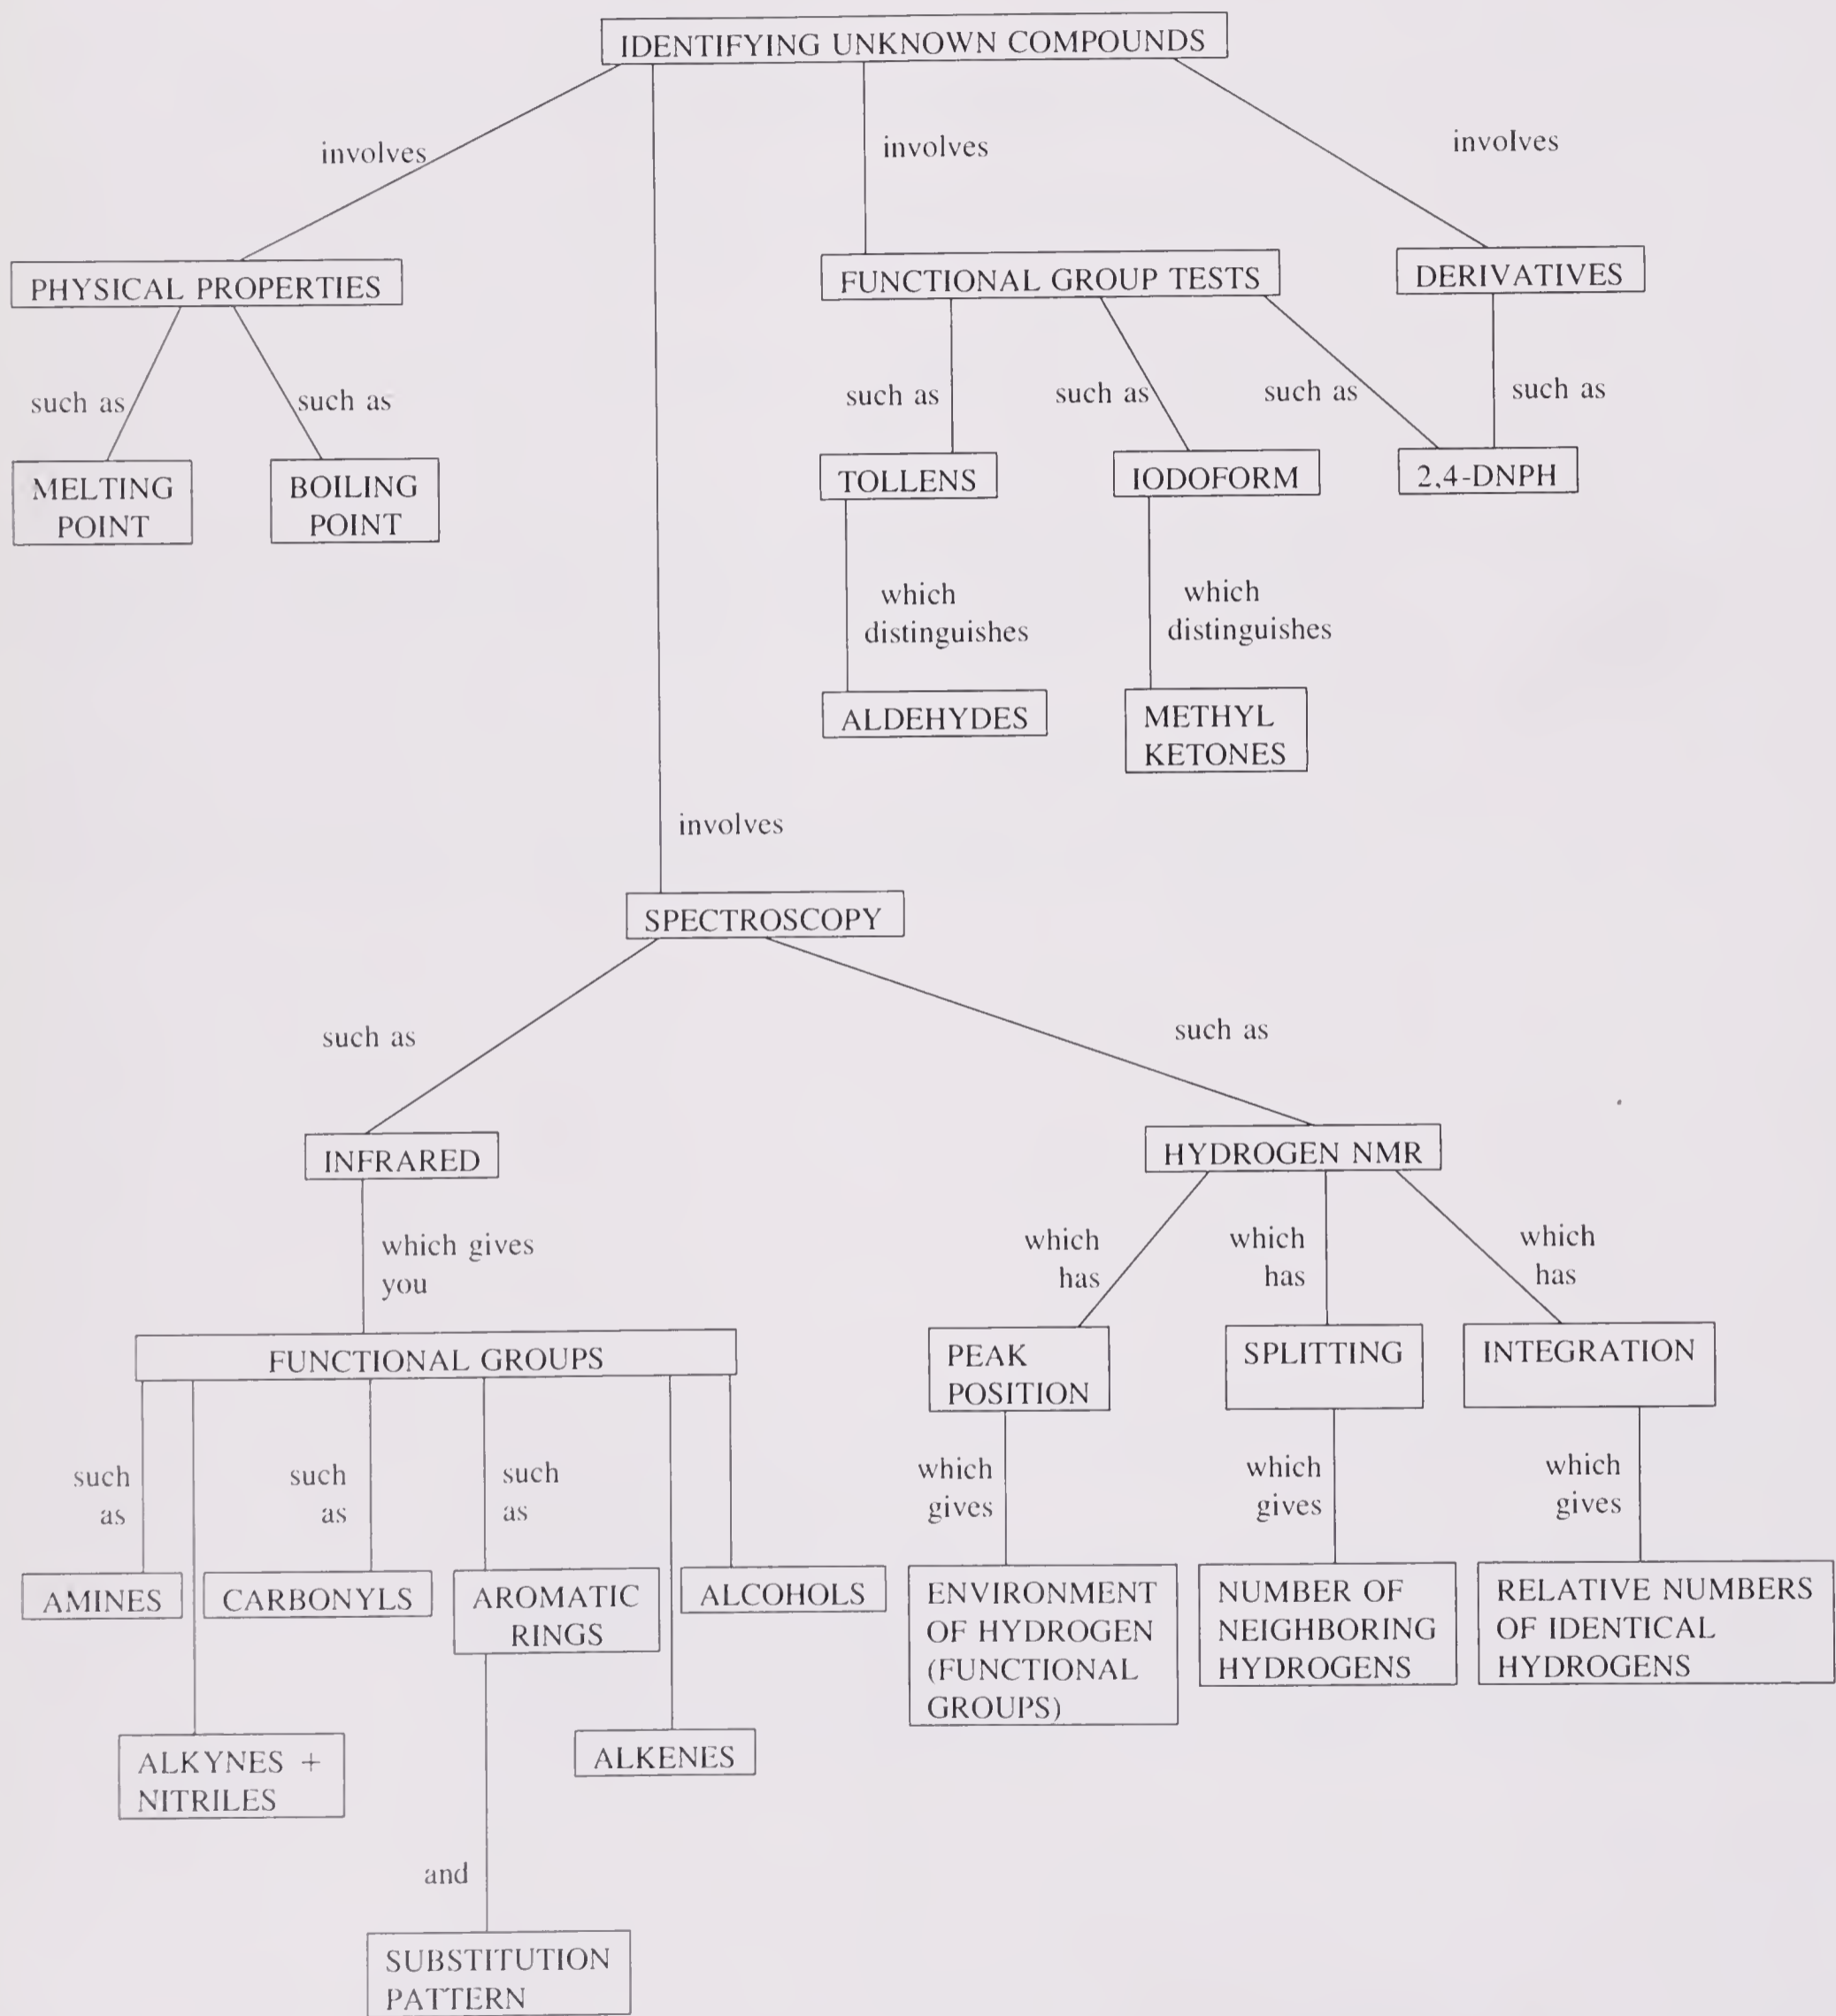 IDENTIFYING UNKNOWN COMPOUNDS
involves
involves
involves
PHYSICAL PROPERTIES
FUNCTIONAL GROUP TESTS
DERIVATIVES
such as
such as
such as
such as
such as
such as
MELTING
POINT
BOILING
POINT
TOLLENS
IODOFORM
2,4-DNPH
which
distinguishes
which
distinguishes
ALDEHYDES
METHYL
KETONES
involves
SPECTROSCOPY
such as
such as
INFRARED
HYDROGEN NMR
which gives
you
which
has
which
has
which
has
FUNCTIONAL GROUPS
PEAK
POSITION
SPLITTING
INTEGRATION
such
as
such
as
such
as
which
gives
which
gives
which
gives
AMINES
CARBONYLS
AROMATIC
RINGS
ALCOHOLS
ENVIRONMENT
OF HYDROGEN
(FUNCTIONAL
GROUPS)
NUMBER OF
NEIGHBORING
HYDROGENS
RELATIVE NUMBERS
OF IDENTICAL
HYDROGENS
ALKYNES +
NITRILES
ALKENES
and
SUBSTITUTION
PATTERN